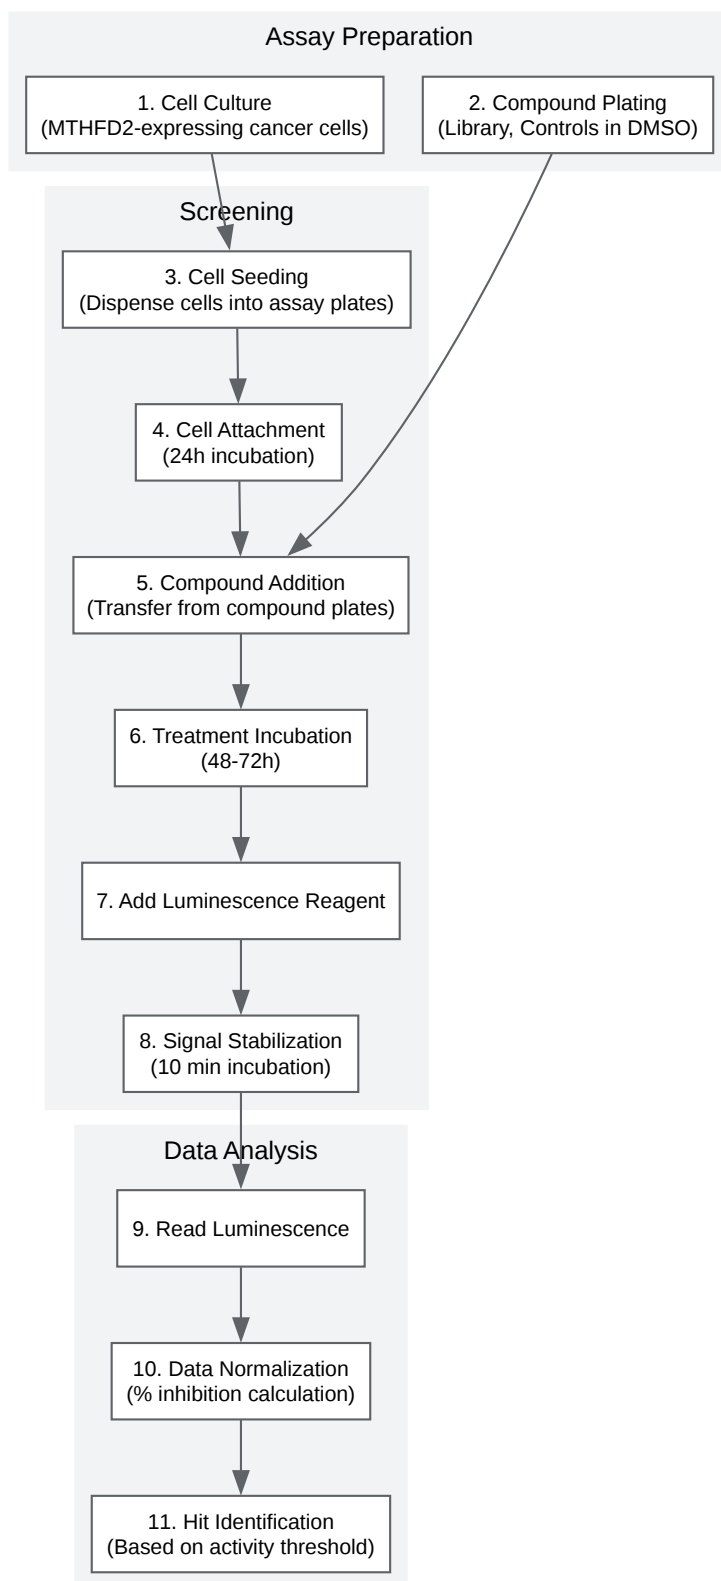 Assay Preparation
1. Cell Culture
(MTHFD2-expressing cancer cells)
2. Compound Plating
(Library, Controls in DMSO)
Screening
3. Cell Seeding
(Dispense cells into assay plates)
4. Cell Attachment
(24h incubation)
5. Compound Addition
(Transfer from compound plates)
6. Treatment Incubation
(48-72h)
7. Add Luminescence Reagent
8. Signal Stabilization
(10 min incubation)
Data Analysis
9. Read Luminescence
10. Data Normalization
(% inhibition calculation)
11. Hit Identification
(Based on activity threshold)